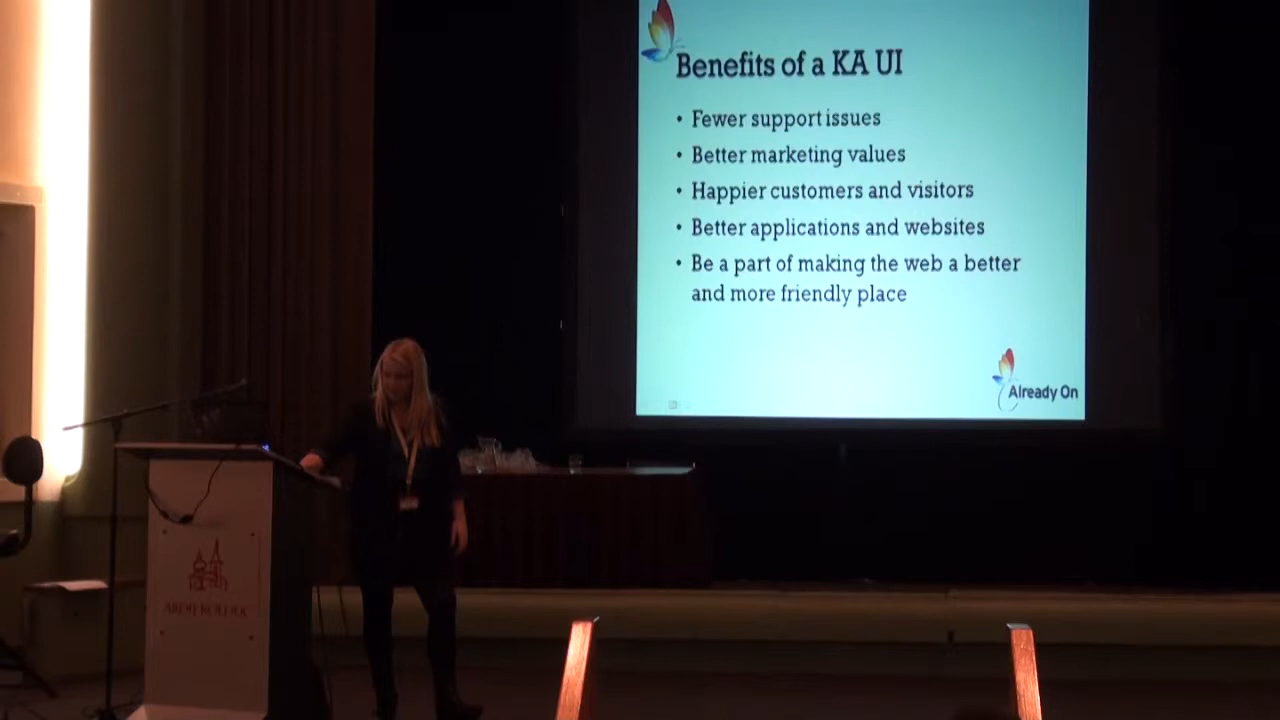 Benefits of a KA UI
• Fewer support issues
• Better marketing values
• Happier customers and visitors
• Better applications and websites
• Be a part of making the web a better
and more friendly place
Already On